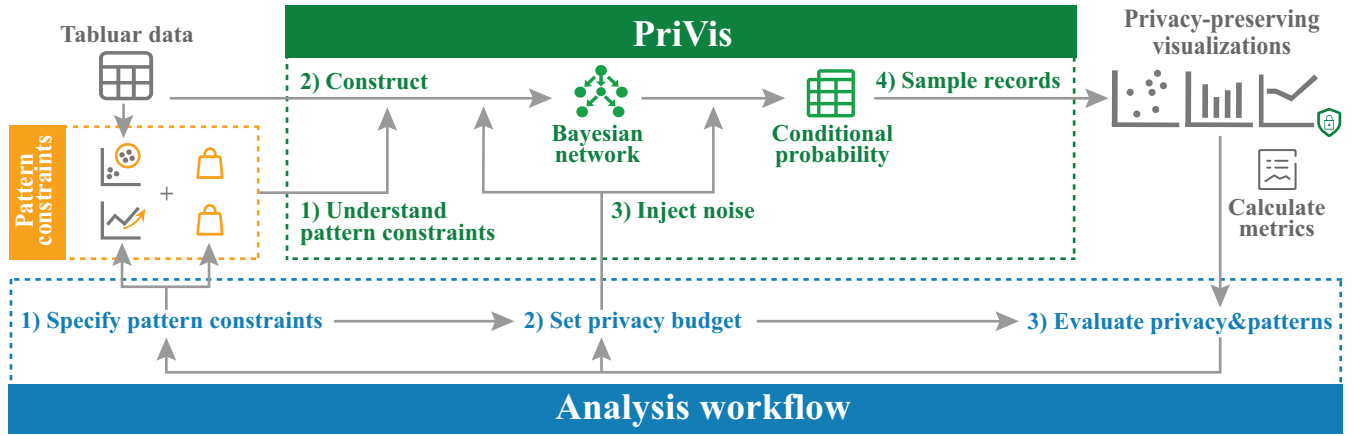 Tabluar data
PriVis
Privacy-preserving
visualizations
2) Construct
4) Sample records
Bayesian
network
Conditional
probability
Pattern
constraints
+
1) Understand
pattern constraints
3) Inject noise
Calculate
metrics
1) Specify pattern constraints
2) Set privacy budget
3) Evaluate privacy&patterns
Analysis workflow